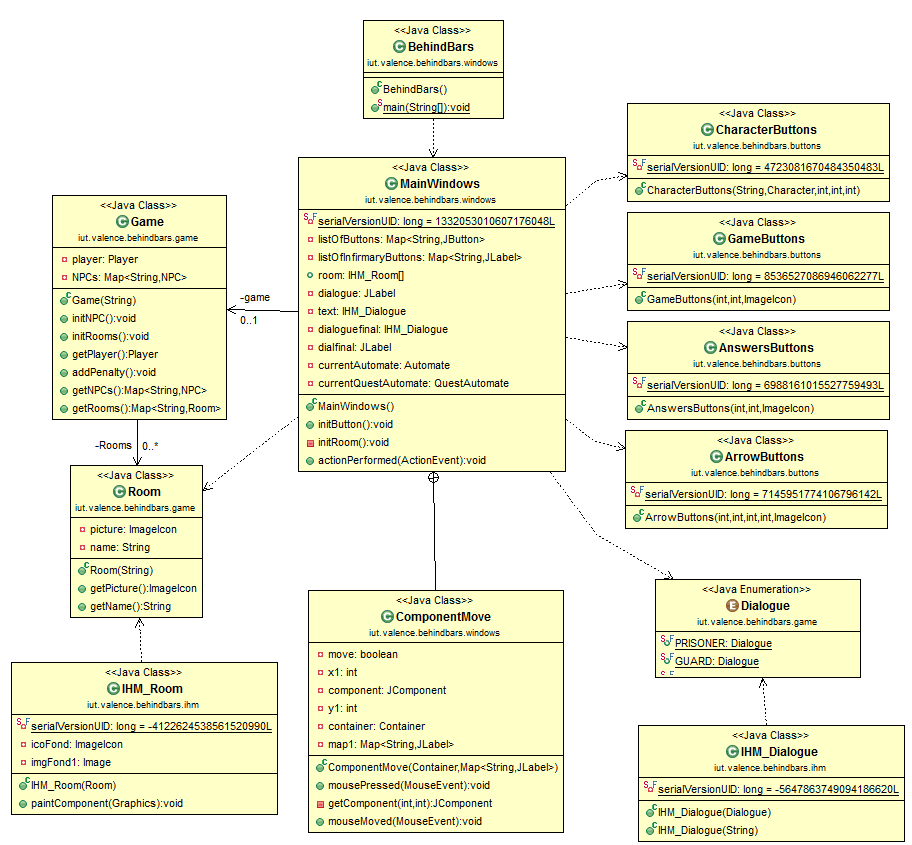 <<Java Class>>
BehindBars
iut.valence.behindbars.windows
BehindBars()
main(String[]):void
<<Java Class>>
MainWindows
iut.valence.behindbars.windows
serialVersionUID: long = 1332053010607176048L
listOfButtons: Map<String,JButton>
listOfInfirmaryButtons: Map<String,JLabel>
room: IHM_Room[]
dialogue: JLabel
text: IHM_Dialogue
dialoguefinal: IHM_Dialogue
dialfinal: JLabel
currentAutomate: Automate
currentQuestAutomate: QuestAutomate
MainWindows()
initButton():void
initRoom():void
actionPerformed(ActionEvent):void
<<Java Class>>
Game
iut.valence.behindbars.game
player: Player
NPCs: Map<String,NPC>
Game(String)
initNPC():void
initRooms():void
getPlayer():Player
addPenalty():void
getNPCs():Map<String,NPC>
getRooms():Map<String,Room>
-game
0..1
-Rooms
0..*
<<Java Class>>
Room
iut.valence.behindbars.game
picture: ImageIcon
name: String
Room(String)
getPicture():ImageIcon
getName():String
<<Java Class>>
IHM_Room
iut.valence.behindbars.ihm
serialVersionUID: long = -4122624538561520990L
icoFond: ImageIcon
imgFond1: Image
IHM_Room(Room)
paintComponent(Graphics):void
<<Java Class>>
ComponentMove
iut.valence.behindbars.windows
move: boolean
x1: int
component: JComponent
y1: int
container: Container
map1: Map<String,JLabel>
ComponentMove(Container,Map<String,JLabel>)
mousePressed(MouseEvent):void
getComponent(int,int):JComponent
mouseMoved(MouseEvent):void
<<Java Class>>
CharacterButtons
iut.valence.behindbars.buttons
serialVersionUID: long = 4723081670484350483L
CharacterButtons(String,Character,int,int,int)
<<Java Class>>
GameButtons
iut.valence.behindbars.buttons
serialVersionUID: long = 8536527086946062277L
GameButtons(int,int,ImageIcon)
<<Java Class>>
AnswersButtons
iut.valence.behindbars.buttons
serialVersionUID: long = 6988161015527759493L
AnswersButtons(int,int,ImageIcon)
<<Java Class>>
ArrowButtons
iut.valence.behindbars.buttons
serialVersionUID: long = 7145951774106796142L
ArrowButtons(int,int,int,int,ImageIcon)
<<Java Enumeration>>
Dialogue
iut.valence.behindbars.game
PRISONER: Dialogue
GUARD: Dialogue
<<Java Class>>
IHM_Dialogue
iut.valence.behindbars.ihm
serialVersionUID: long = -5647863749094186620L
IHM_Dialogue(Dialogue)
IHM_Dialogue(String)